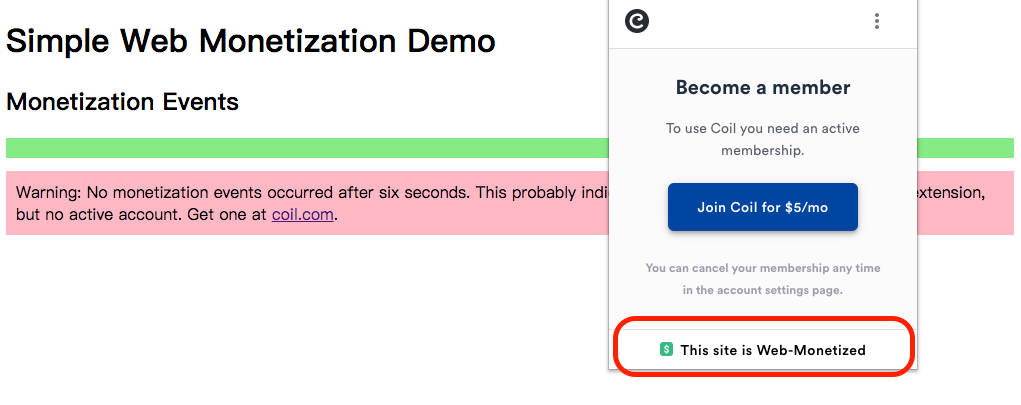 Simple Web Monetization Demo
Monetization Events
Warning: No monetization events occurred after six seconds. This probably indi
extension,
but no active account. Get one at coil.com.
Become a member
To use Coil you need an active
membership.
Join Coil for $5/mo
You can cancel your membership any time
in the account settings page.
$ This site is Web-Monetized